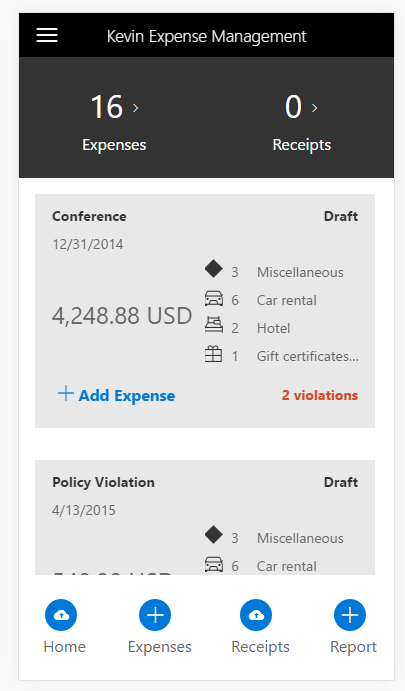 Kevin Expense Management
16 > 0 >
Expenses Receipts
Conference Draft
12/31/2014
3 Miscellaneous
6 Car rental
4,248.88 USD
2 Hotel
1 Gift certificates...
+ Add Expense 2 violations
Policy Violation Draft
4/13/2015
3 Miscellaneous
6 Car rental
USD
Home Expenses Receipts Report